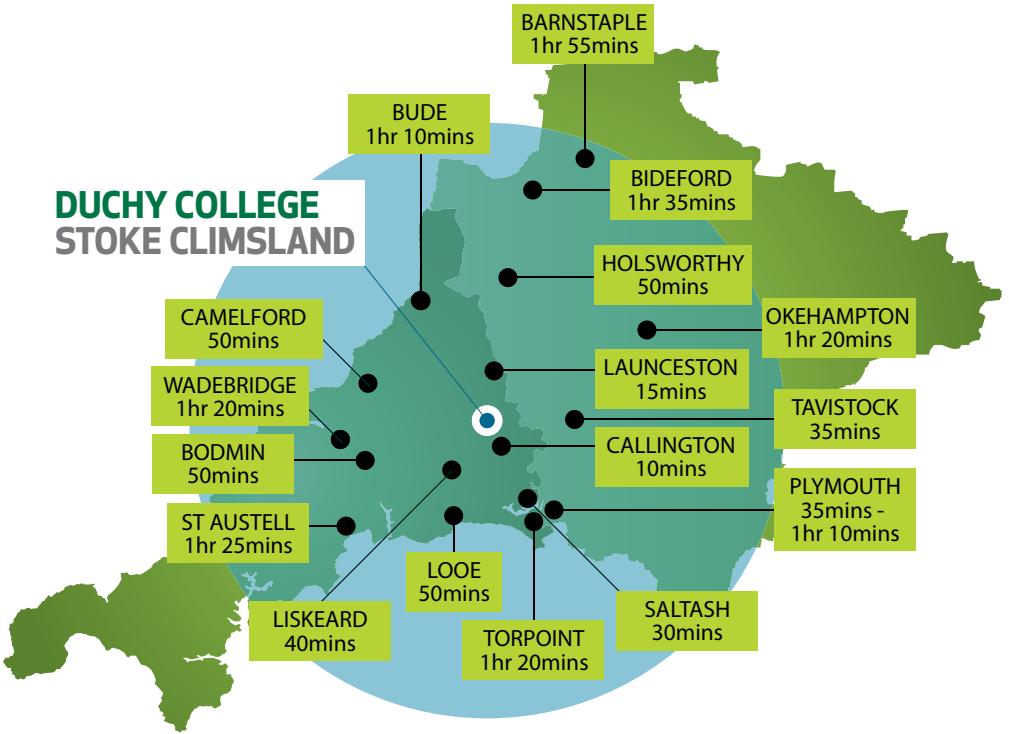 BARNSTAPLE
1hr 55mins
BUDE
1hr 10mins
BIDEFORD
1hr 35mins
DUCHY COLLEGE
STOKE CLIMSLAND
HOLSWORTHY
50mins
CAMELFORD
50mins
OKEHAMPTON
1hr 20mins
LAUNCESTON
15mins
WADEBRIDGE
1hr 20mins
TAVISTOCK
35mins
BODMIN
50mins
CALLINGTON
10mins
PLYMOUTH
35mins -
1hr 10mins
ST AUSTELL
1hr 25mins
LOOE
50mins
LISKEARD
40mins
SALTASH
30mins
TORPOINT
1hr 20mins